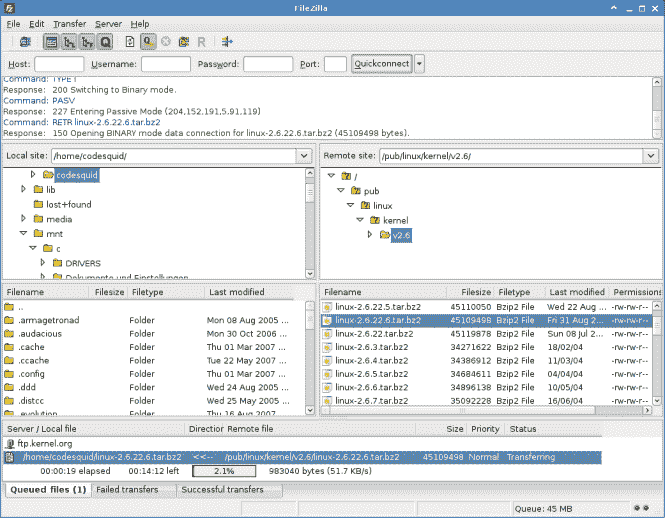 FileZilla
File Edit Transfer Server Help
Host: Username: Password: Port: Quickconnect
Command: TYPE I
Response: 200 Switching to Binary mode.
Command: PASV
Response: 227 Entering Passive Mode (204,152,191,5,91,119)
Command: RETR linux-2.6.22.6.tar.bz2
Response: 150 Opening BINARY mode data connection for linux-2.6.22.6.tar.bz2 (45109498 bytes).
Local site: /home/codesquid/ Remote site: /pub/linux/kernel/v2.6/
codesquid
lib
lost+found
media
mnt
c
DRIVERS
Dokumente und Einstellungen
/
pub
linux
kernel
v2.6
Filename Filesize Filetype Last modified
..
.armagetronad Folder Mon 08 Aug 2005 ...
.audacious Folder Mon 30 Oct 2006 ...
.cache Folder Thu 01 Mar 2007 ...
.ccache Folder Tue 22 May 2007 ...
.config Folder Thu 01 Mar 2007 ...
.ddd Folder Wed 24 Aug 2005 ...
.distcc Folder Wed 25 May 2005 ...
.evolution Folder Thu 16 Aug 2007 ...
Filename Filesize Filetype Last modified Permissions
linux-2.6.22.5.tar.bz2 45110050 Bzip2 File Wed 22 Aug ... -rw-rw-r--
linux-2.6.22.6.tar.bz2 45109498 Bzip2 File Fri 31 Aug 2... -rw-rw-r--
linux-2.6.22.tar.bz2 45119878 Bzip2 File Sun 08 Jul 2... -rw-rw-r--
linux-2.6.3.tar.bz2 34271622 Bzip2 File 18/02/04 -rw-rw-r--
linux-2.6.4.tar.bz2 34386912 Bzip2 File 11/03/04 -rw-rw-r--
linux-2.6.5.tar.bz2 34684611 Bzip2 File 04/04/04 -rw-rw-r--
linux-2.6.6.tar.bz2 34896138 Bzip2 File 10/05/04 -rw-rw-r--
linux-2.6.7.tar.bz2 35092228 Bzip2 File 16/06/04 -rw-rw-r--
Server / Local file Direction Remote file Size Priority Status
ftp.kernel.org
/home/codesquid/linux-2.6.22.6.tar.bz2 <<-- /pub/linux/kernel/v2.6/linux-2.6.22.6.tar.bz2 45109498 Normal Transferring
00:00:19 elapsed 00:14:12 left 2.1% 983040 bytes (51.7 KB/s)
Queued files (1) Failed transfers Successful transfers
Queue: 45 MB